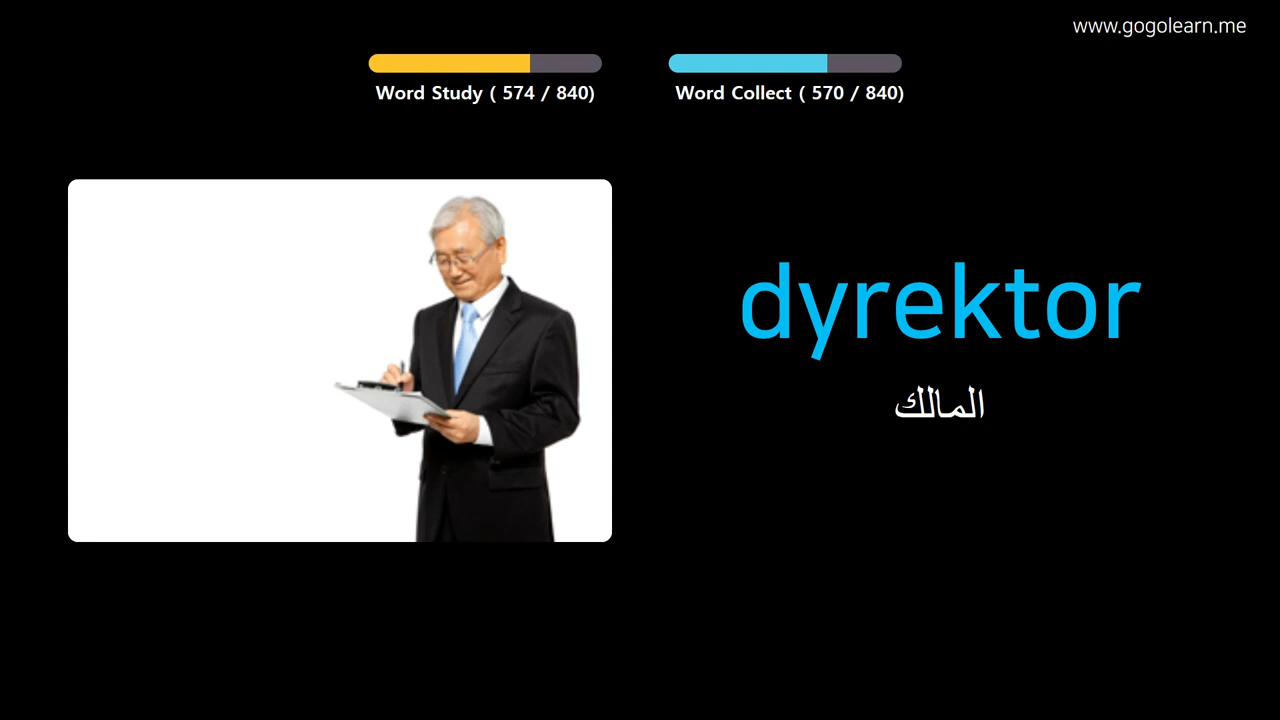 www.gogolearn.me
Word Study ( 574 / 840)
Word Collect ( 570 / 840)
dyrektor
المالك